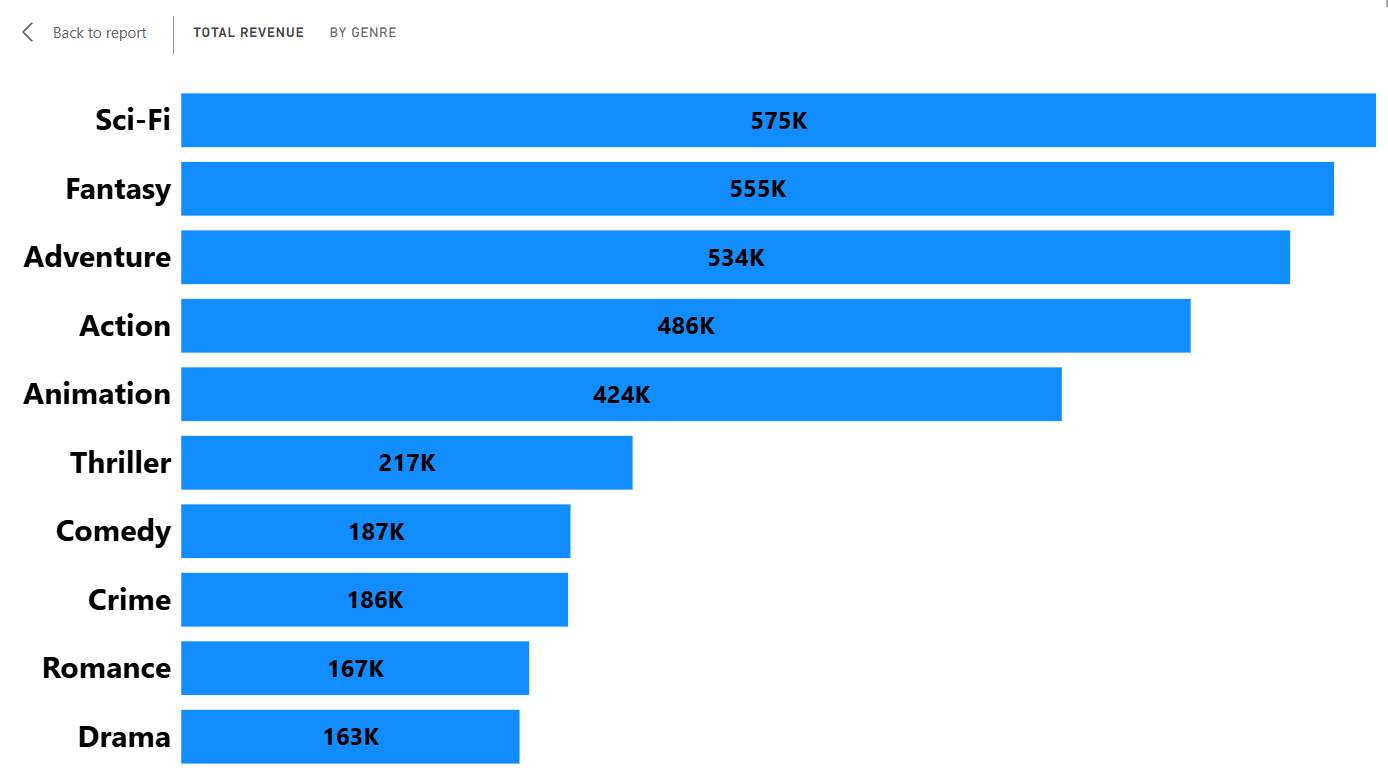 Back to report TOTAL REVENUE BY GENRE
Sci-Fi 575K
Fantasy 555K
Adventure 534K
Action 486K
Animation 424K
Thriller 217K
Comedy 187K
Crime 186K
Romance 167K
Drama 163K